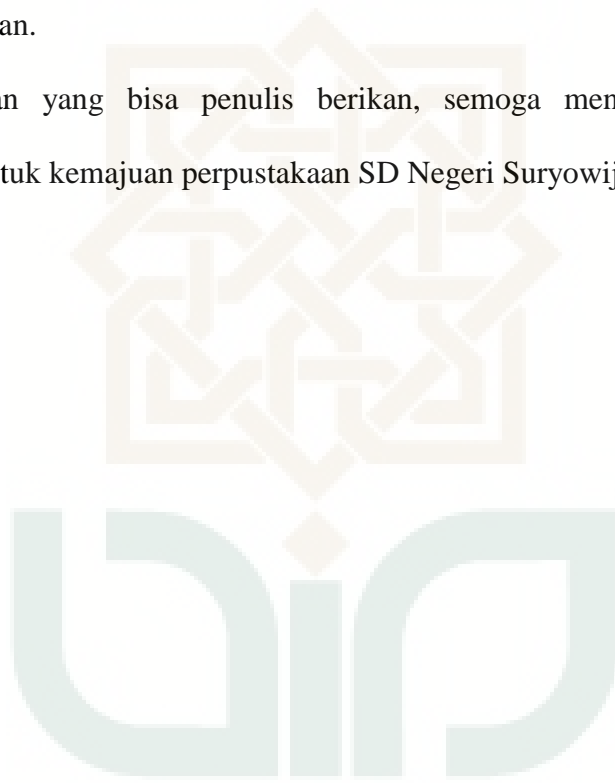 an.
an yang bisa penulis berikan, semoga men
tuk kemajuan perpustakaan SD Negeri Suryowij